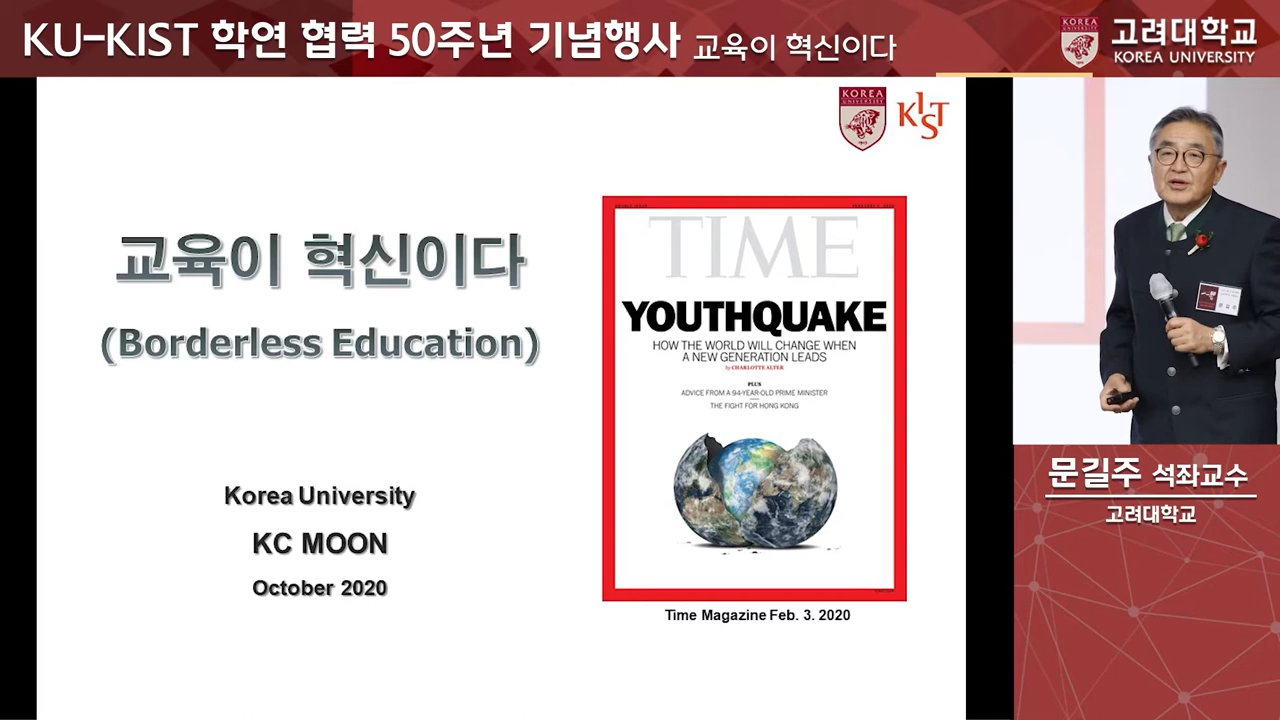 KU-KIST 학연 협력 50주년 기념행사 교육이 혁신이다
KOREA
고려대학교
KOREA UNIVERSITY
KOREA
UNIVERSITY
KIST
교육이 혁신이다
(Borderless Education)
Korea University
KC MOON
October 2020
TIME
YOUTHQUAKE
HOW THE WORLD WILL CHANGE WHEN
A NEW GENERATION LEADS
by CHARLOTTE ALTER
PLUS
ADVICE FROM A 94-YEAR-OLD PRIME MINISTER
THE FIGHT FOR HONG KONG
Time Magazine Feb. 3. 2020
문길주 석좌교수
고려대학교